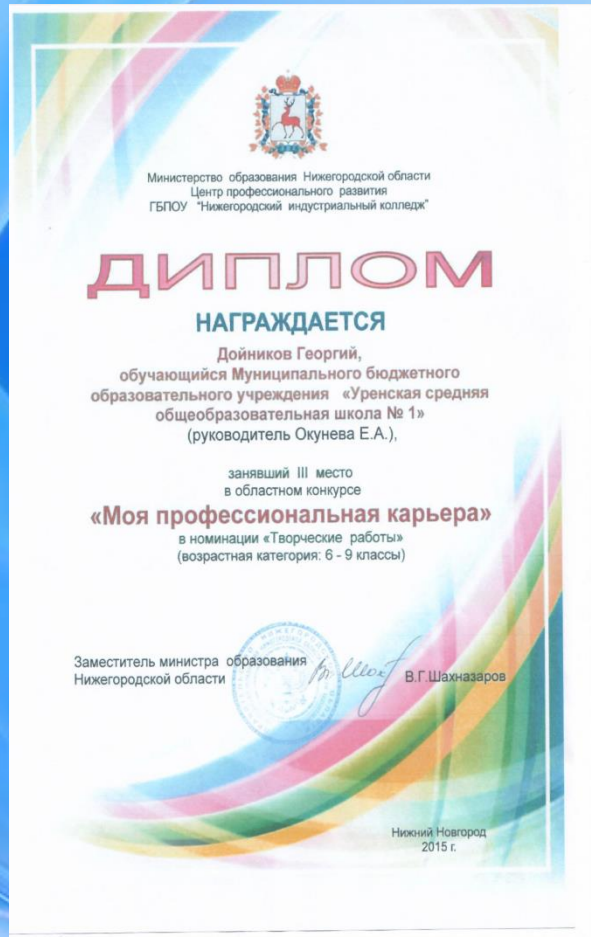 Министерство образования Нижегородской области
Центр профессионального развития
ГБПОУ "Нижегородский индустриальный колледж"
ДИПЛОМ
НАГРАЖДАЕТСЯ
Дойников Георгий,
обучающийся Муниципального бюджетного
образовательного учреждения «Уренская средняя
общеобразовательная школа № 1»
(руководитель Окунева Е.А.),
занявший III место
в областном конкурсе
«Моя профессиональная карьера»
в номинации «Творческие работы»
(возрастная категория: 6 - 9 классы)
Заместитель министра образования
Нижегородской области
В.Г.Шахназаров
Нижний Новгород
2015 г.